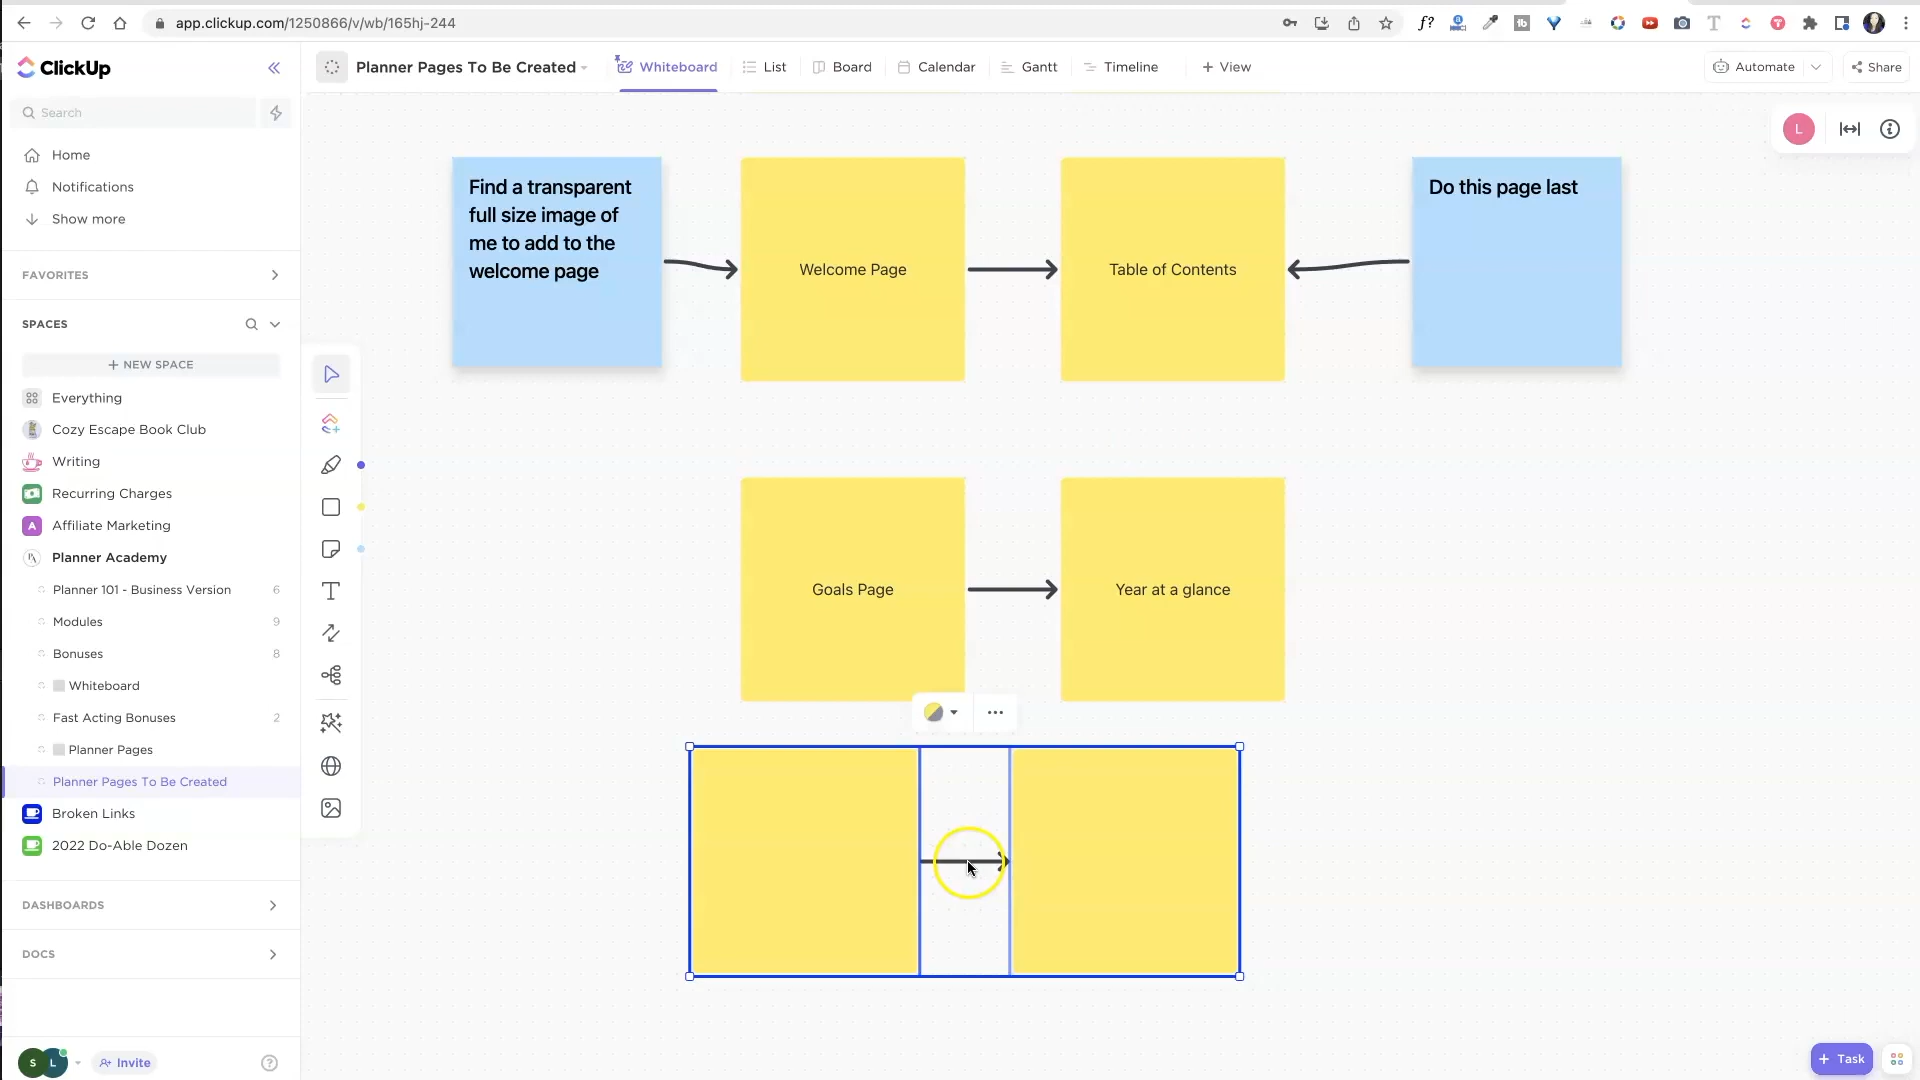 app.clickup.com/1250866/v/wb/165hj-244
f?
ClickUp
Planner Pages To Be Created
Whiteboard
List
Board
Calendar
Gantt
Timeline
+ View
Automate
Share
Search
L
Home
Notifications
Show more
FAVORITES
SPACES
+ NEW SPACE
Everything
Cozy Escape Book Club
Writing
Recurring Charges
A
Affiliate Marketing
Planner Academy
Planner 101 - Business Version 6
Modules 9
Bonuses 8
Whiteboard
Fast Acting Bonuses 2
Planner Pages
Planner Pages To Be Created
Broken Links
2022 Do-Able Dozen
DASHBOARDS
DOCS
S
L
Invite
?
T
Find a transparent
full size image of
me to add to the
welcome page
Welcome Page
Table of Contents
Do this page last
Goals Page
Year at a glance
+ Task